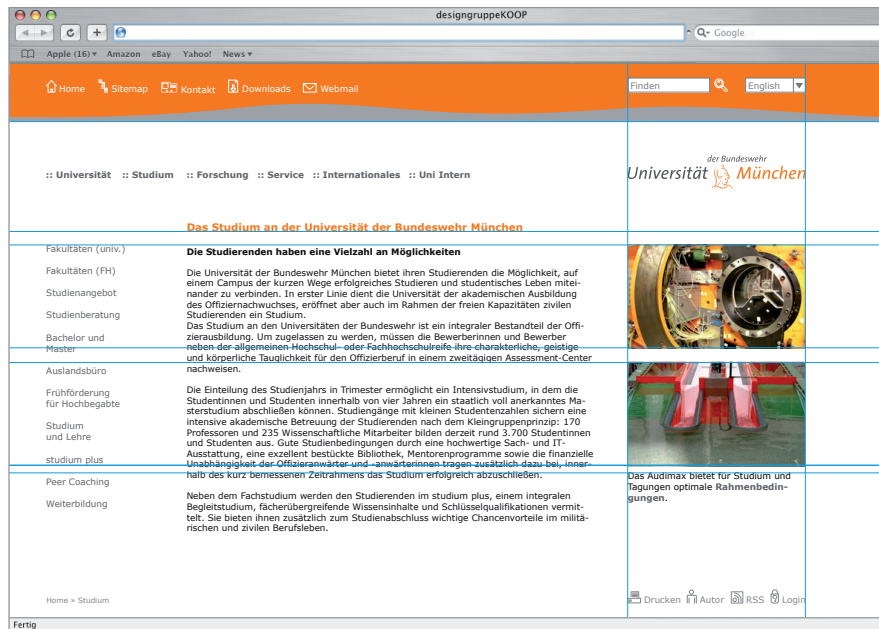 designgruppeKOOP
Google
Apple (16) Amazon eBay Yahoo! News
Home Sitemap Kontakt Downloads Webmail
Finden English
der Bundeswehr
Universität München
:: Universität :: Studium :: Forschung :: Service :: Internationales :: Uni Intern
Das Studium an der Universität der Bundeswehr München
Fakultäten (univ.)
Fakultäten (FH)
Studienangebot
Studienberatung
Bachelor und
Master
Auslandsbüro
Frühförderung
für Hochbegabte
Studium
und Lehre
studium plus
Peer Coaching
Weiterbildung
Die Studierenden haben eine Vielzahl an Möglichkeiten
Die Universität der Bundeswehr München bietet ihren Studierenden die Möglichkeit, auf
einem Campus der kurzen Wege erfolgreiches Studieren und studentisches Leben mitei-
nander zu verbinden. In erster Linie dient die Universität der akademischen Ausbildung
des Offiziernachwuchses, eröffnet aber auch im Rahmen der freien Kapazitäten zivilen
Studierenden ein Studium.
Das Studium an den Universitäten der Bundeswehr ist ein integraler Bestandteil der Offi-
zierausbildung. Um zugelassen zu werden, müssen die Bewerberinnen und Bewerber
neben der allgemeinen Hochschul- oder Fachhochschulreife ihre charakterliche, geistige
und körperliche Tauglichkeit für den Offizierberuf in einem zweitägigen Assessment-Center
nachweisen.
Die Einteilung des Studienjahrs in Trimester ermöglicht ein Intensivstudium, in dem die
Studentinnen und Studenten innerhalb von vier Jahren ein staatlich voll anerkanntes Ma-
sterstudium abschließen können. Studiengänge mit kleinen Studentenzahlen sichern eine
intensive akademische Betreuung der Studierenden nach dem Kleingruppenprinzip: 170
Professoren und 235 Wissenschaftliche Mitarbeiter bilden derzeit rund 3.700 Studentinnen
und Studenten aus. Gute Studienbedingungen durch eine hochwertige Sach- und IT-
Ausstattung, eine exzellent bestückte Bibliothek, Mentorenprogramme sowie die finanzielle
Unabhängigkeit der Offizieranwärter und -anwärterinnen tragen zusätzlich dazu bei, inner-
halb des kurz bemessenen Zeitrahmens das Studium erfolgreich abzuschließen.
Neben dem Fachstudium werden den Studierenden im studium plus, einem integralen
Begleitstudium, fächerübergreifende Wissensinhalte und Schlüsselqualifikationen vermit-
telt. Sie bieten ihnen zusätzlich zum Studienabschluss wichtige Chancenvorteile im militä-
rischen und zivilen Berufsleben.
Das Audimax bietet für Studium und
Tagungen optimale Rahmenbedin-
gungen.
Home » Studium
Drucken Autor RSS Login
Fertig